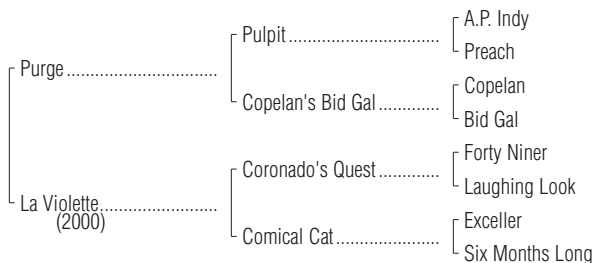 A.P. Indy
Pulpit................................
Preach
Purge................................
Copelan
Copelan's Bid Gal.............
Bid Gal
Forty Niner
Coronado's Quest.............
Laughing Look
La Violette.........................
(2000)
Exceller
Comical Cat......................
Six Months Long